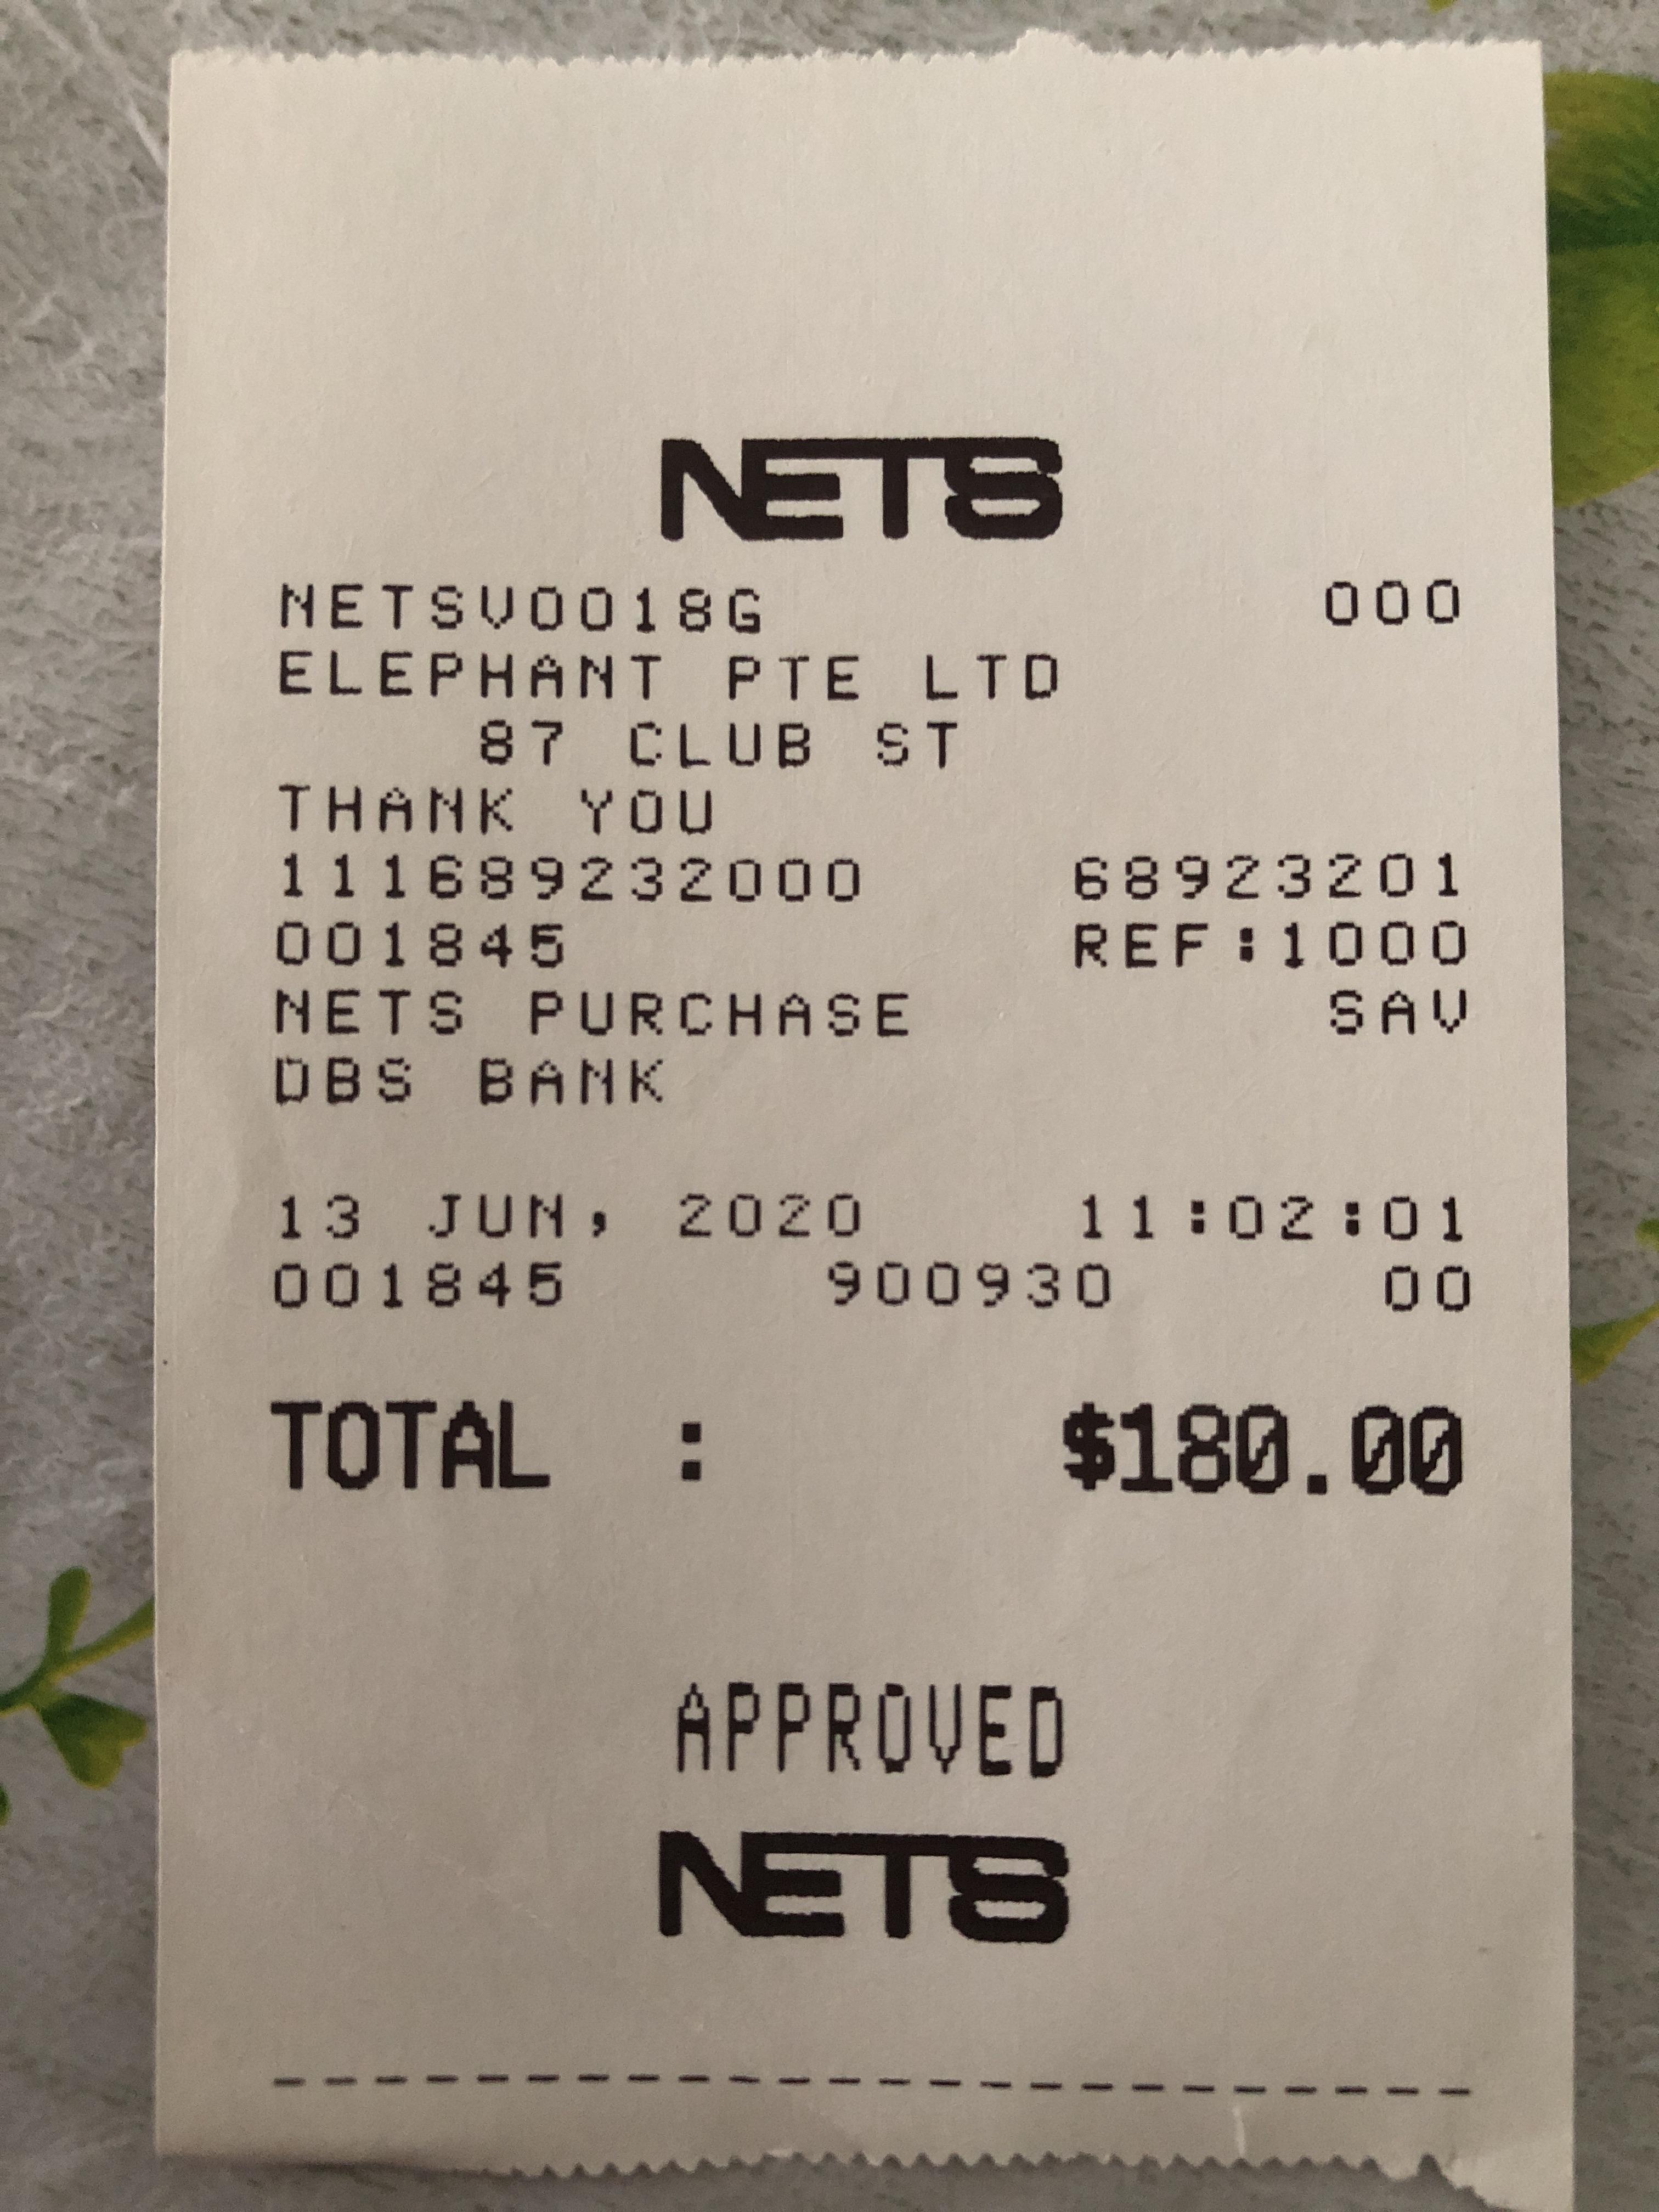 NETS
NETSV0018G 000
ELEPHANT PTE LTD
87 CLUB ST
THANK YOU
111689232000 68923201
001845 REF:1000
NETS PURCHASE SAV
DBS BANK
13 JUN, 2020 11:02:01
001845 900930 00
TOTAL : $180.00
APPROVED
NETS
------------------------